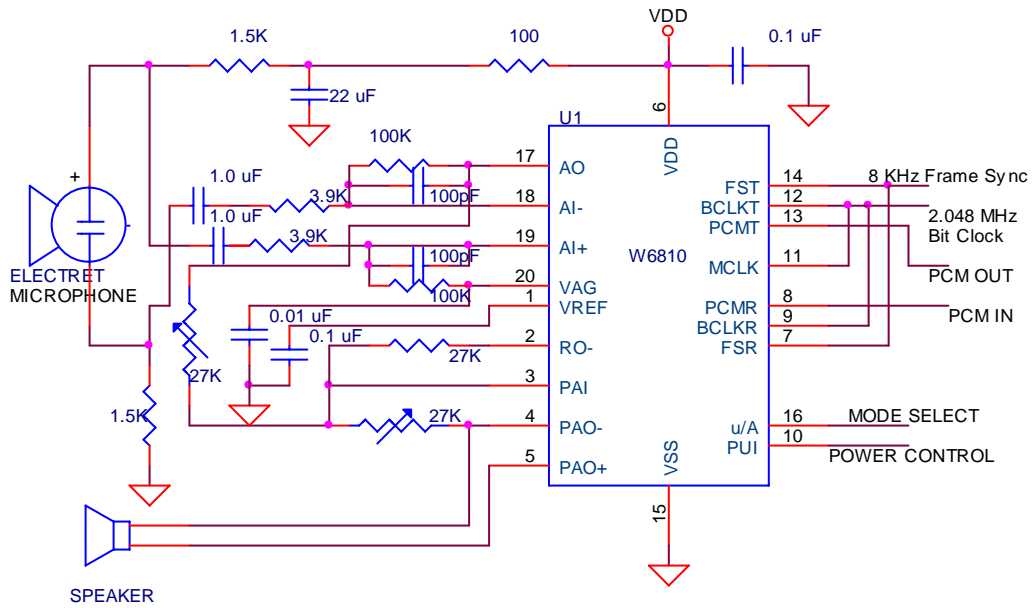 VDD
1.5K
100
0.1 uF
22 uF
6
U1
VDD
100K
17
AO
14
FST
8 KHz Frame Sync
1.0 uF
3.9K
100pF
18
AI-
12
BCLKT
2.048 MHz
Bit Clock
13
PCMT
1.0 uF
3.9K
19
AI+
W6810
+
-
100pF
11
MCLK
PCM OUT
ELECTRET
MICROPHONE
100K
20
VAG
1
VREF
8
PCMR
PCM IN
0.01 uF
0.1 uF
9
BCLKR
2
RO-
7
FSR
27K
27K
3
PAI
1.5K
27K
4
PAO-
16
u/A
MODE SELECT
10
PUI
POWER CONTROL
5
PAO+
VSS
15
SPEAKER